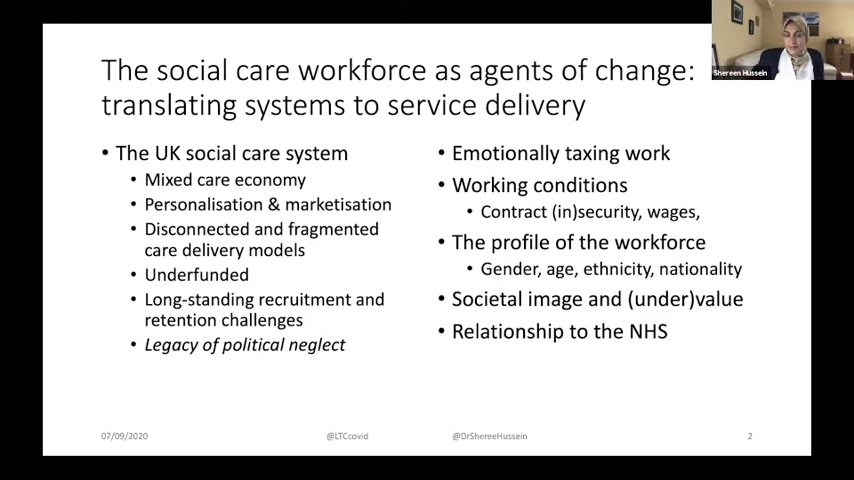 The social care workforce as agents of change:
translating systems to service delivery
Shereen Hussein
• The UK social care system
• Mixed care economy
• Personalisation & marketisation
• Disconnected and fragmented
care delivery models
• Underfunded
• Long-standing recruitment and
retention challenges
• Legacy of political neglect
• Emotionally taxing work
• Working conditions
• Contract (in)security, wages,
• The profile of the workforce
• Gender, age, ethnicity, nationality
• Societal image and (under)value
• Relationship to the NHS
07/09/2020
@LTCcovid
@DrShereeHussein
2